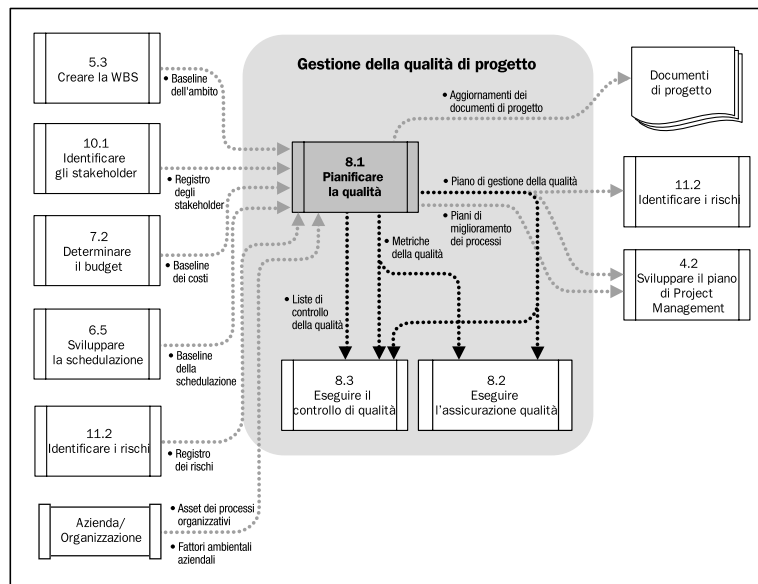 Gestione della qualità di progetto
5.3
Creare la WBS
• Baseline
dell'ambito
10.1
Identificare
gli stakeholder
• Registro
degli
stakeholder
7.2
Determinare
il budget
• Baseline
dei costi
6.5
Sviluppare
la schedulazione
• Baseline
della
schedulazione
11.2
Identificare i rischi
• Registro
dei rischi
Azienda/
Organizzazione
• Asset dei processi
organizzativi
• Fattori ambientali
aziendali
8.1
Pianificare
la qualità
• Aggiornamenti dei
documenti di progetto
• Piano di gestione della qualità
• Piani di
miglioramento
dei processi
• Metriche
della qualità
• Liste di
controllo
della qualità
8.3
Eseguire il
controllo di qualità
8.2
Eseguire
l'assicurazione qualità
Documenti
di progetto
11.2
Identificare i rischi
4.2
Sviluppare il piano
di Project
Management